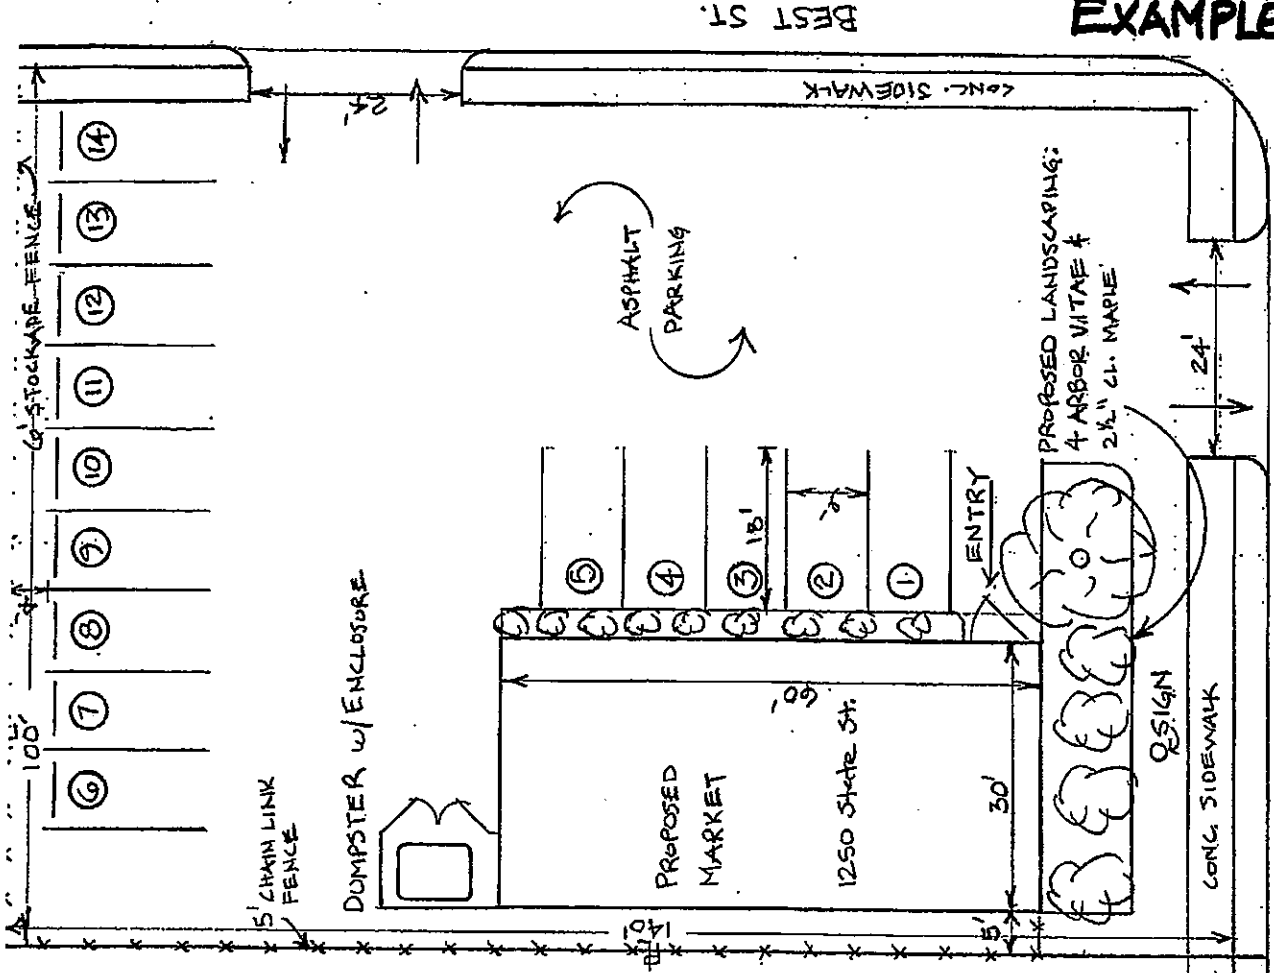 EXAMPLE
BEST ST.
CONC. SIDEWALK
24'
6' STOCKADE FENCE
14
13
12
11
10
9
8
7
6
100'
ASPHALT
PARKING
PROPOSED LANDSCAPING:
4 ARBOR VITAE &
2½" CL. MAPLE
24'
5
4
3
2
1
18'
9'
ENTRY
DUMPSTER W/ ENCLOSURE
5' CHAIN LINK
FENCE
60'
PROPOSED
MARKET
1250 State St.
30'
SIGN
CONC. SIDEWALK
140'
5'